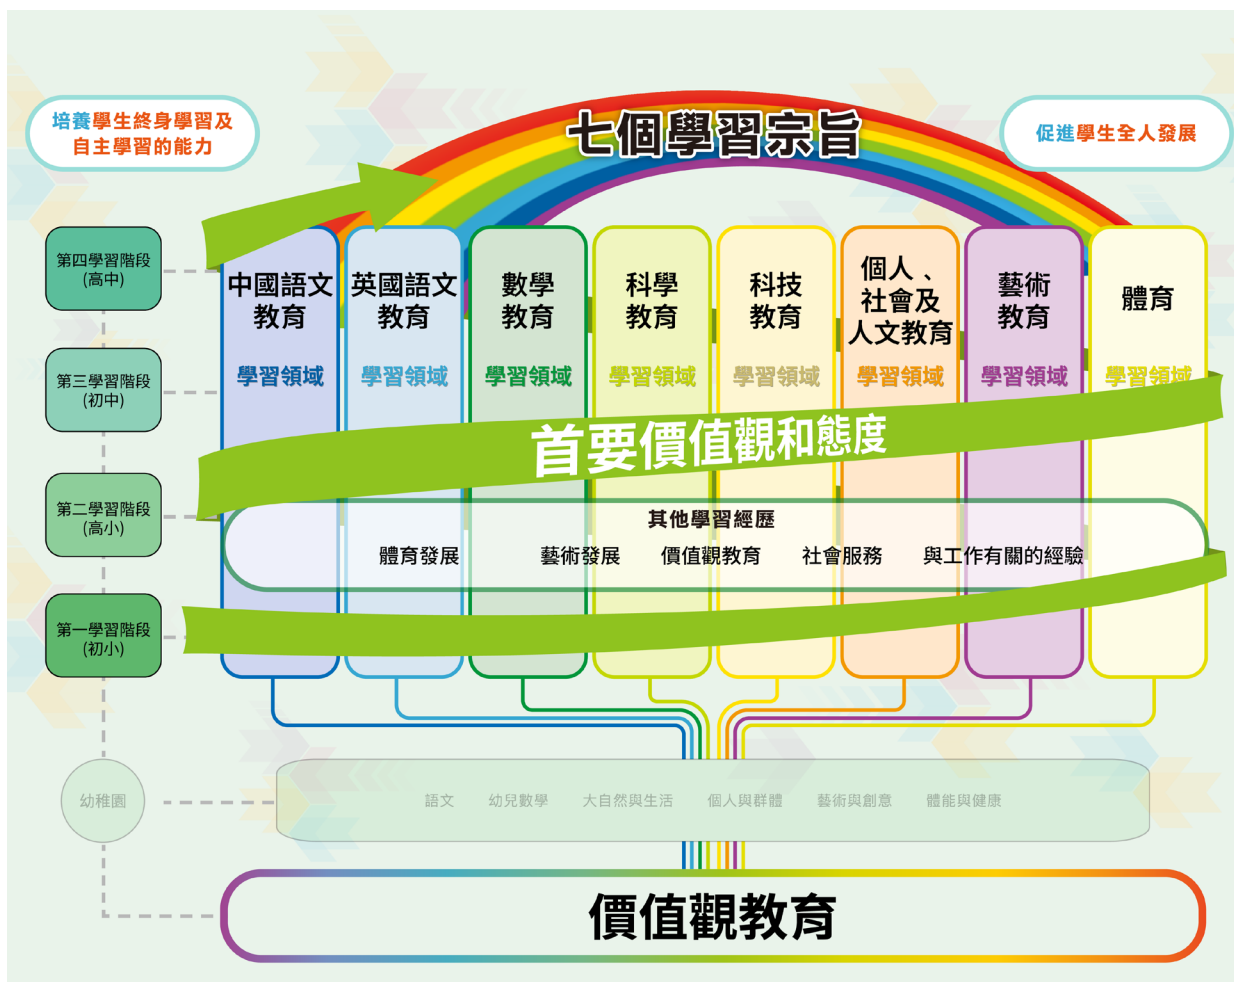 七個學習宗旨
培養學生終身學習及
自主學習的能力
促進學生全人發展
第四學習階段
(高中)
第三學習階段
(初中)
第二學習階段
(高小)
第一學習階段
(初小)
幼稚園
中國語文
教育
學習領域
英國語文
教育
學習領域
數學
教育
學習領域
科學
教育
學習領域
科技
教育
學習領域
個人、
社會及
人文教育
學習領域
藝術
教育
學習領域
體育
學習領域
首要價值觀和態度
其他學習經歷
體育發展 藝術發展 價值觀教育 社會服務 與工作有關的經驗
語文 幼兒數學 大自然與生活 個人與群體 藝術與創意 體能與健康
價值觀教育